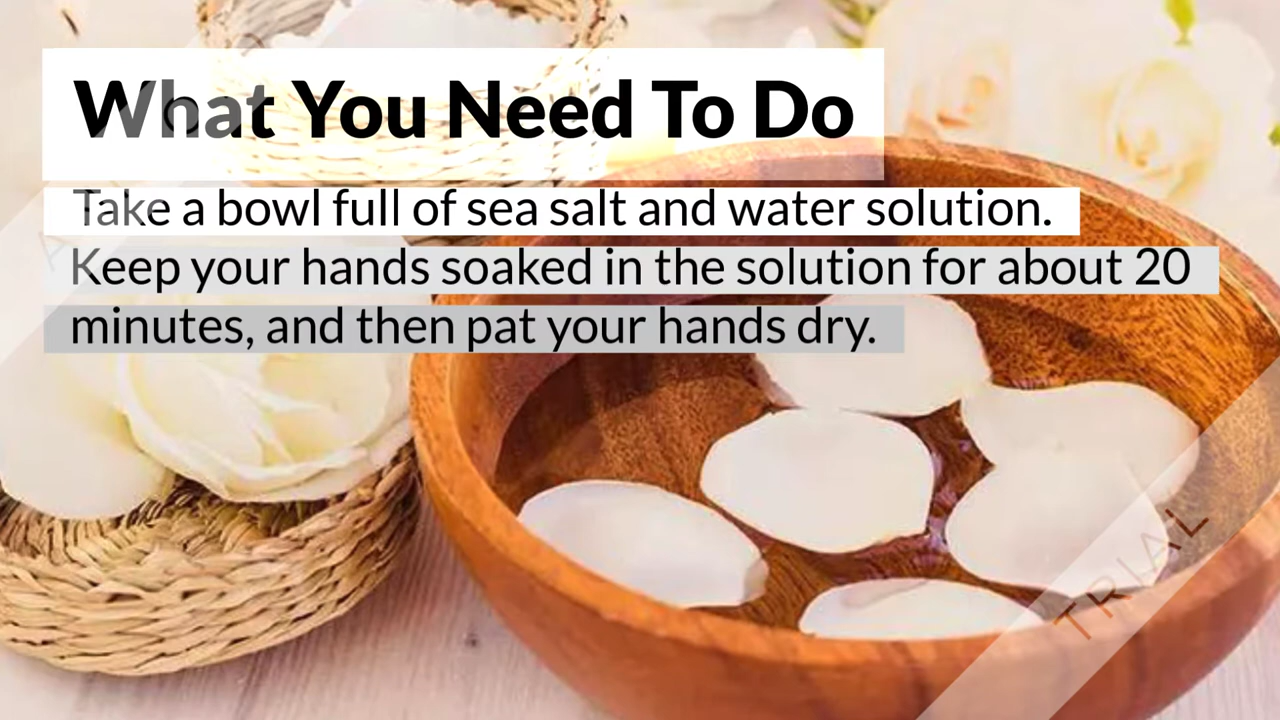 What You Need To Do
Take a bowl full of sea salt and water solution.
Keep your hands soaked in the solution for about 20
minutes, and then pat your hands dry.
TRIAL